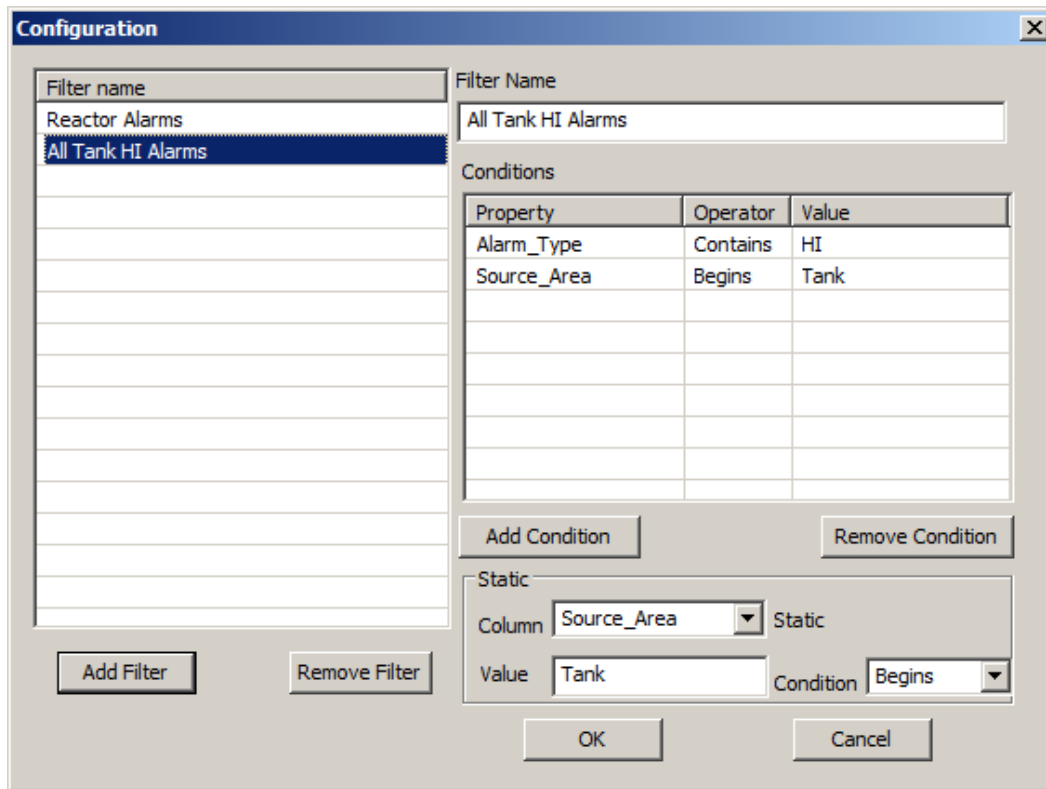 Configuration
Filter name
Reactor Alarms
All Tank HI Alarms
Add Filter
Remove Filter
Filter Name
All Tank HI Alarms
Conditions
Property Operator Value
Alarm_Type Contains HI
Source_Area Begins Tank
Add Condition
Remove Condition
Static
Column Source_Area Static
Value Tank Condition Begins
OK
Cancel